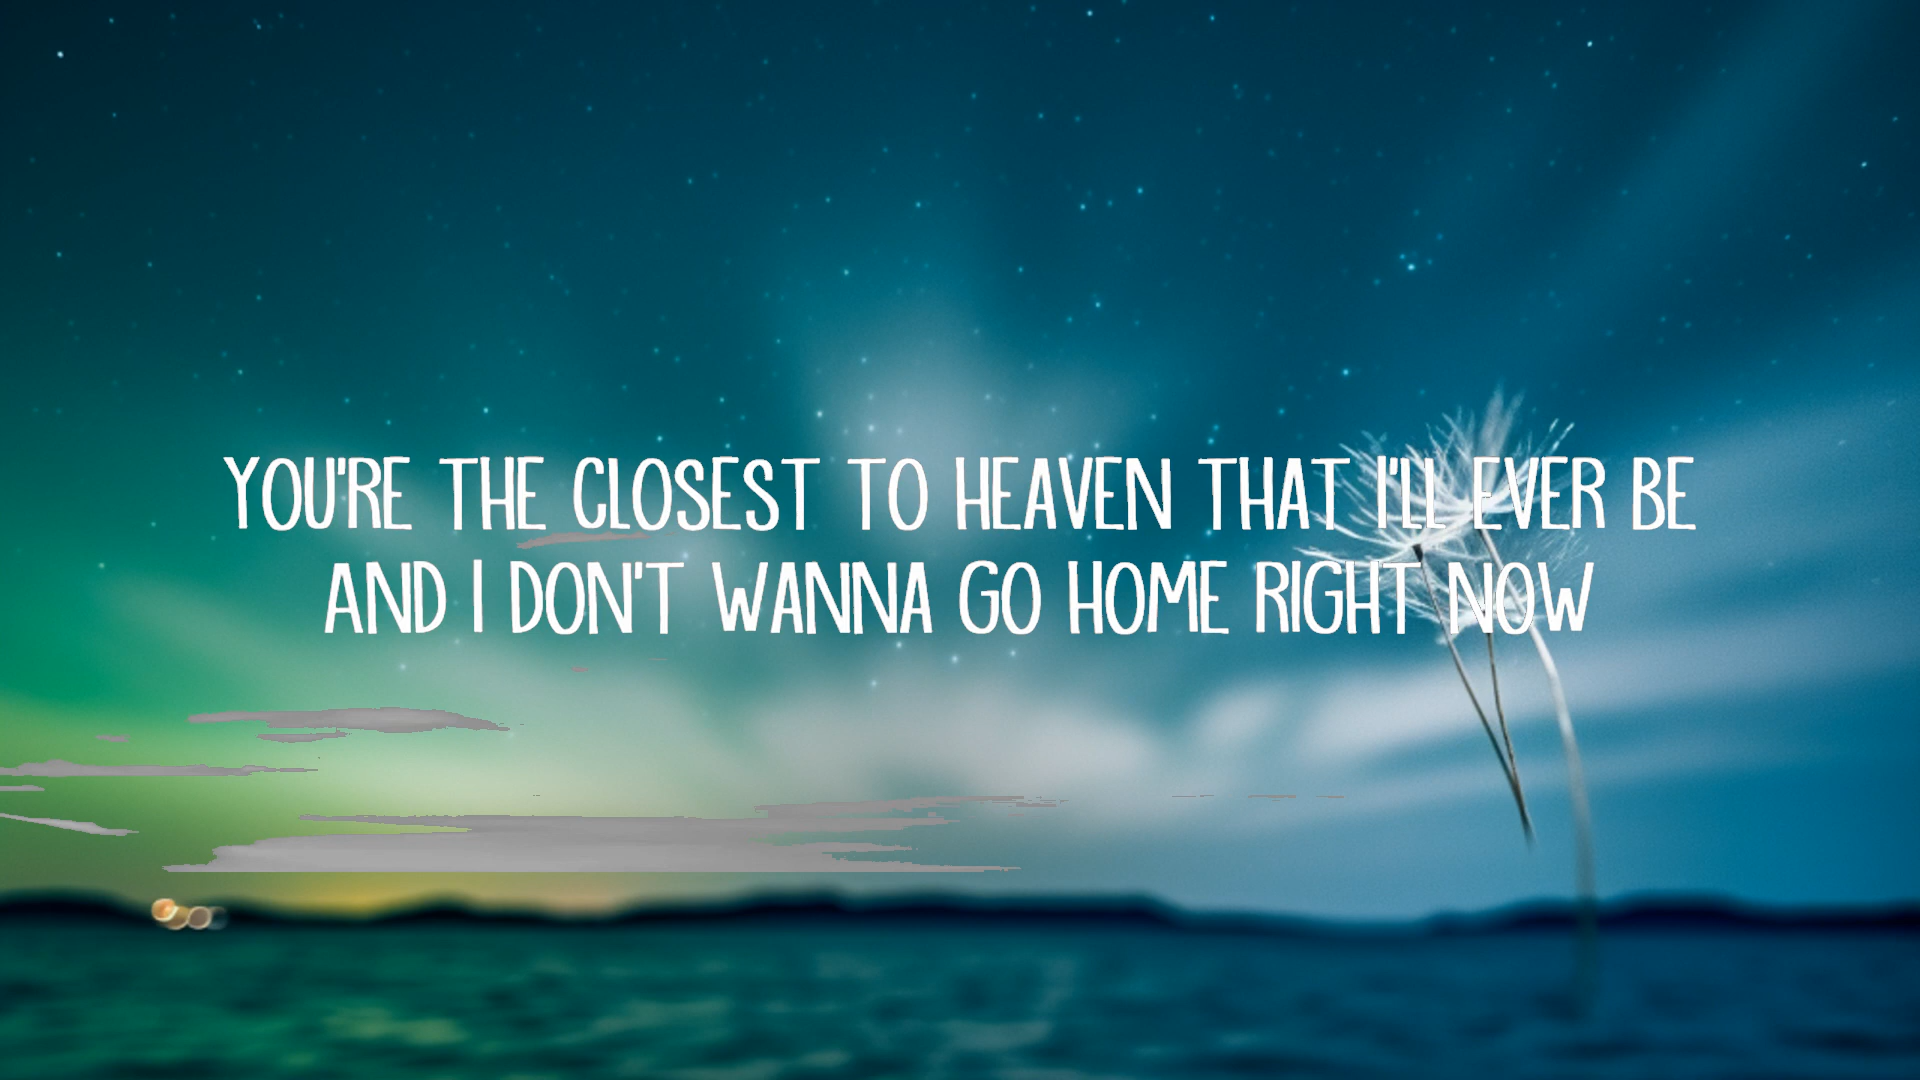 YOU'RE THE CLOSEST TO HEAVEN THAT I'LL EVER BE
AND I DON'T WANNA GO HOME RIGHT NOW